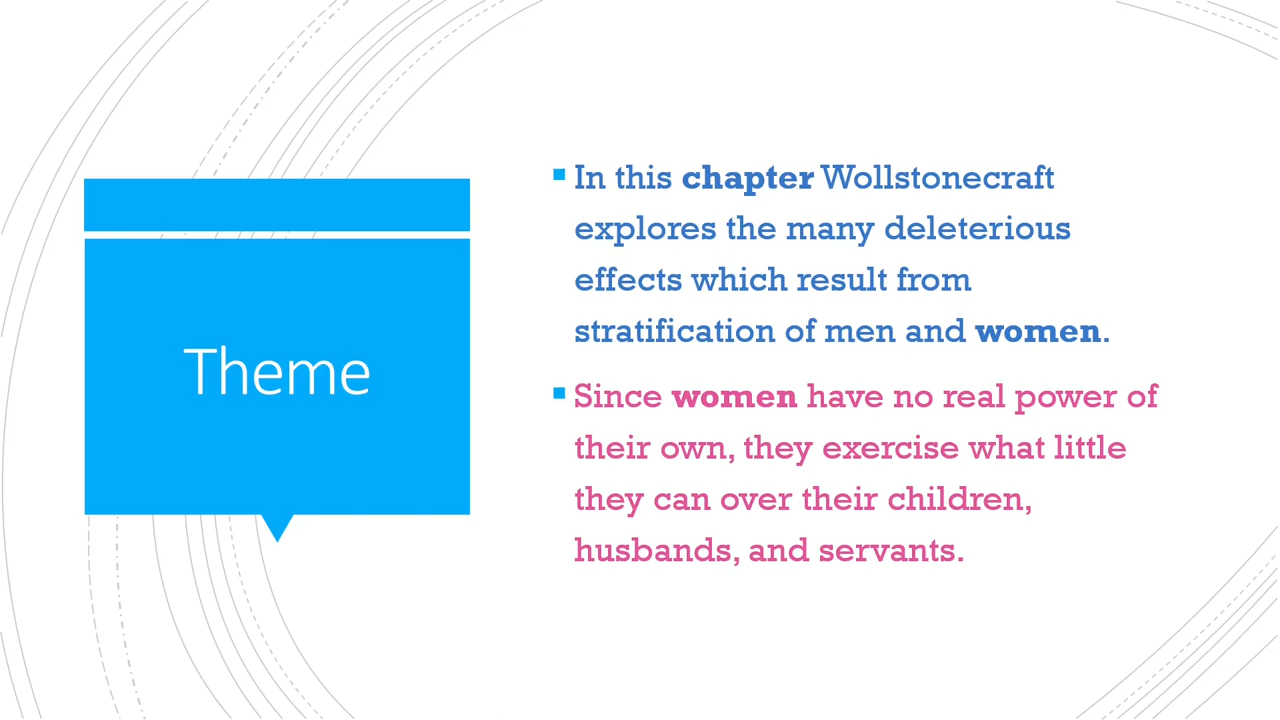 Theme
In this chapter Wollstonecraft
explores the many deleterious
effects which result from
stratification of men and women.
Since women have no real power of
their own, they exercise what little
they can over their children,
husbands, and servants.